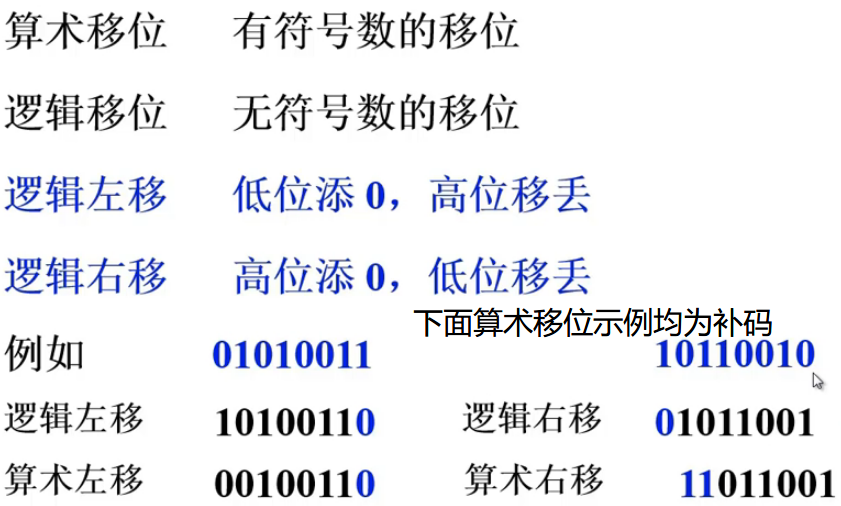 算术移位 有符号数的移位
逻辑移位 无符号数的移位
逻辑左移 低位添 0，高位移丢
逻辑右移 高位添 0，低位移丢
下面算术移位示例均为补码
例如 01010011 10110010
逻辑左移 10100110 逻辑右移 01011001
算术左移 00100110 算术右移 11011001